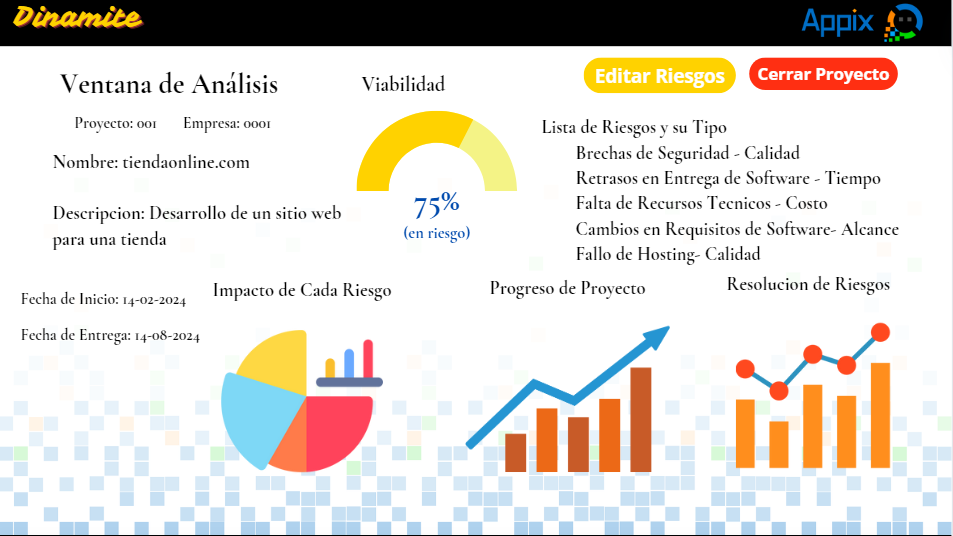 Dinamite
Appix
Ventana de Análisis
Viabilidad
Editar Riesgos
Cerrar Proyecto
Proyecto: 001 Empresa: 0001
Nombre: tiendaonline.com
Descripcion: Desarrollo de un sitio web
para una tienda
75%
(en riesgo)
Lista de Riesgos y su Tipo
Brechas de Seguridad - Calidad
Retrasos en Entrega de Software - Tiempo
Falta de Recursos Tecnicos - Costo
Cambios en Requisitos de Software- Alcance
Fallo de Hosting- Calidad
Fecha de Inicio: 14-02-2024
Fecha de Entrega: 14-08-2024
Impacto de Cada Riesgo
Progreso de Proyecto
Resolucion de Riesgos